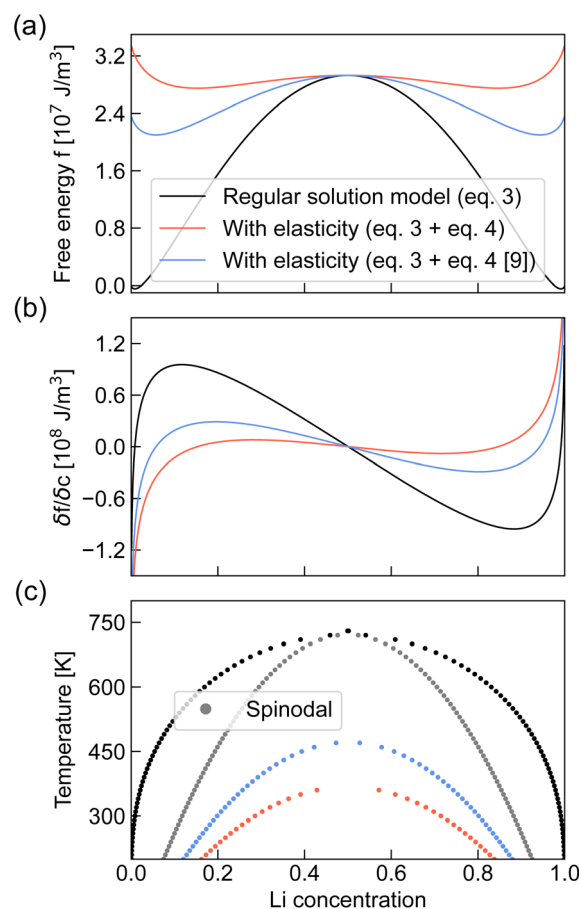 (a)
Free energy f [10⁷ J/m³]
3.2
2.4
1.6
0.8
0.0
Regular solution model (eq. 3)
With elasticity (eq. 3 + eq. 4)
With elasticity (eq. 3 + eq. 4 [9])
(b)
δf/δc [10⁸ J/m³]
1.2
0.6
0.0
−0.6
−1.2
(c)
Temperature [K]
750
600
450
300
Spinodal
0.0 0.2 0.4 0.6 0.8 1.0
Li concentration